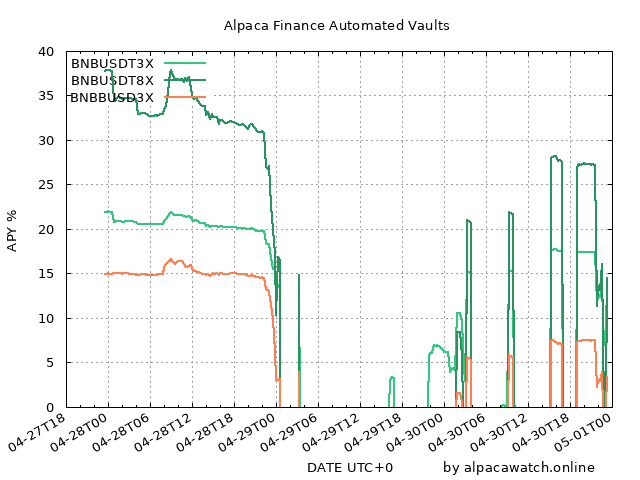 Alpaca Finance Automated Vaults
40
35
30
25
20
15
10
5
0
APY %
BNBUSDT3X
BNBUSDT8X
BNBBUSD3X
04-27T18
04-28T00
04-28T06
04-28T12
04-28T18
04-29T00
04-29T06
04-29T12
04-29T18
04-30T00
04-30T06
04-30T12
04-30T18
05-01T00
DATE UTC+0
by alpacawatch.online